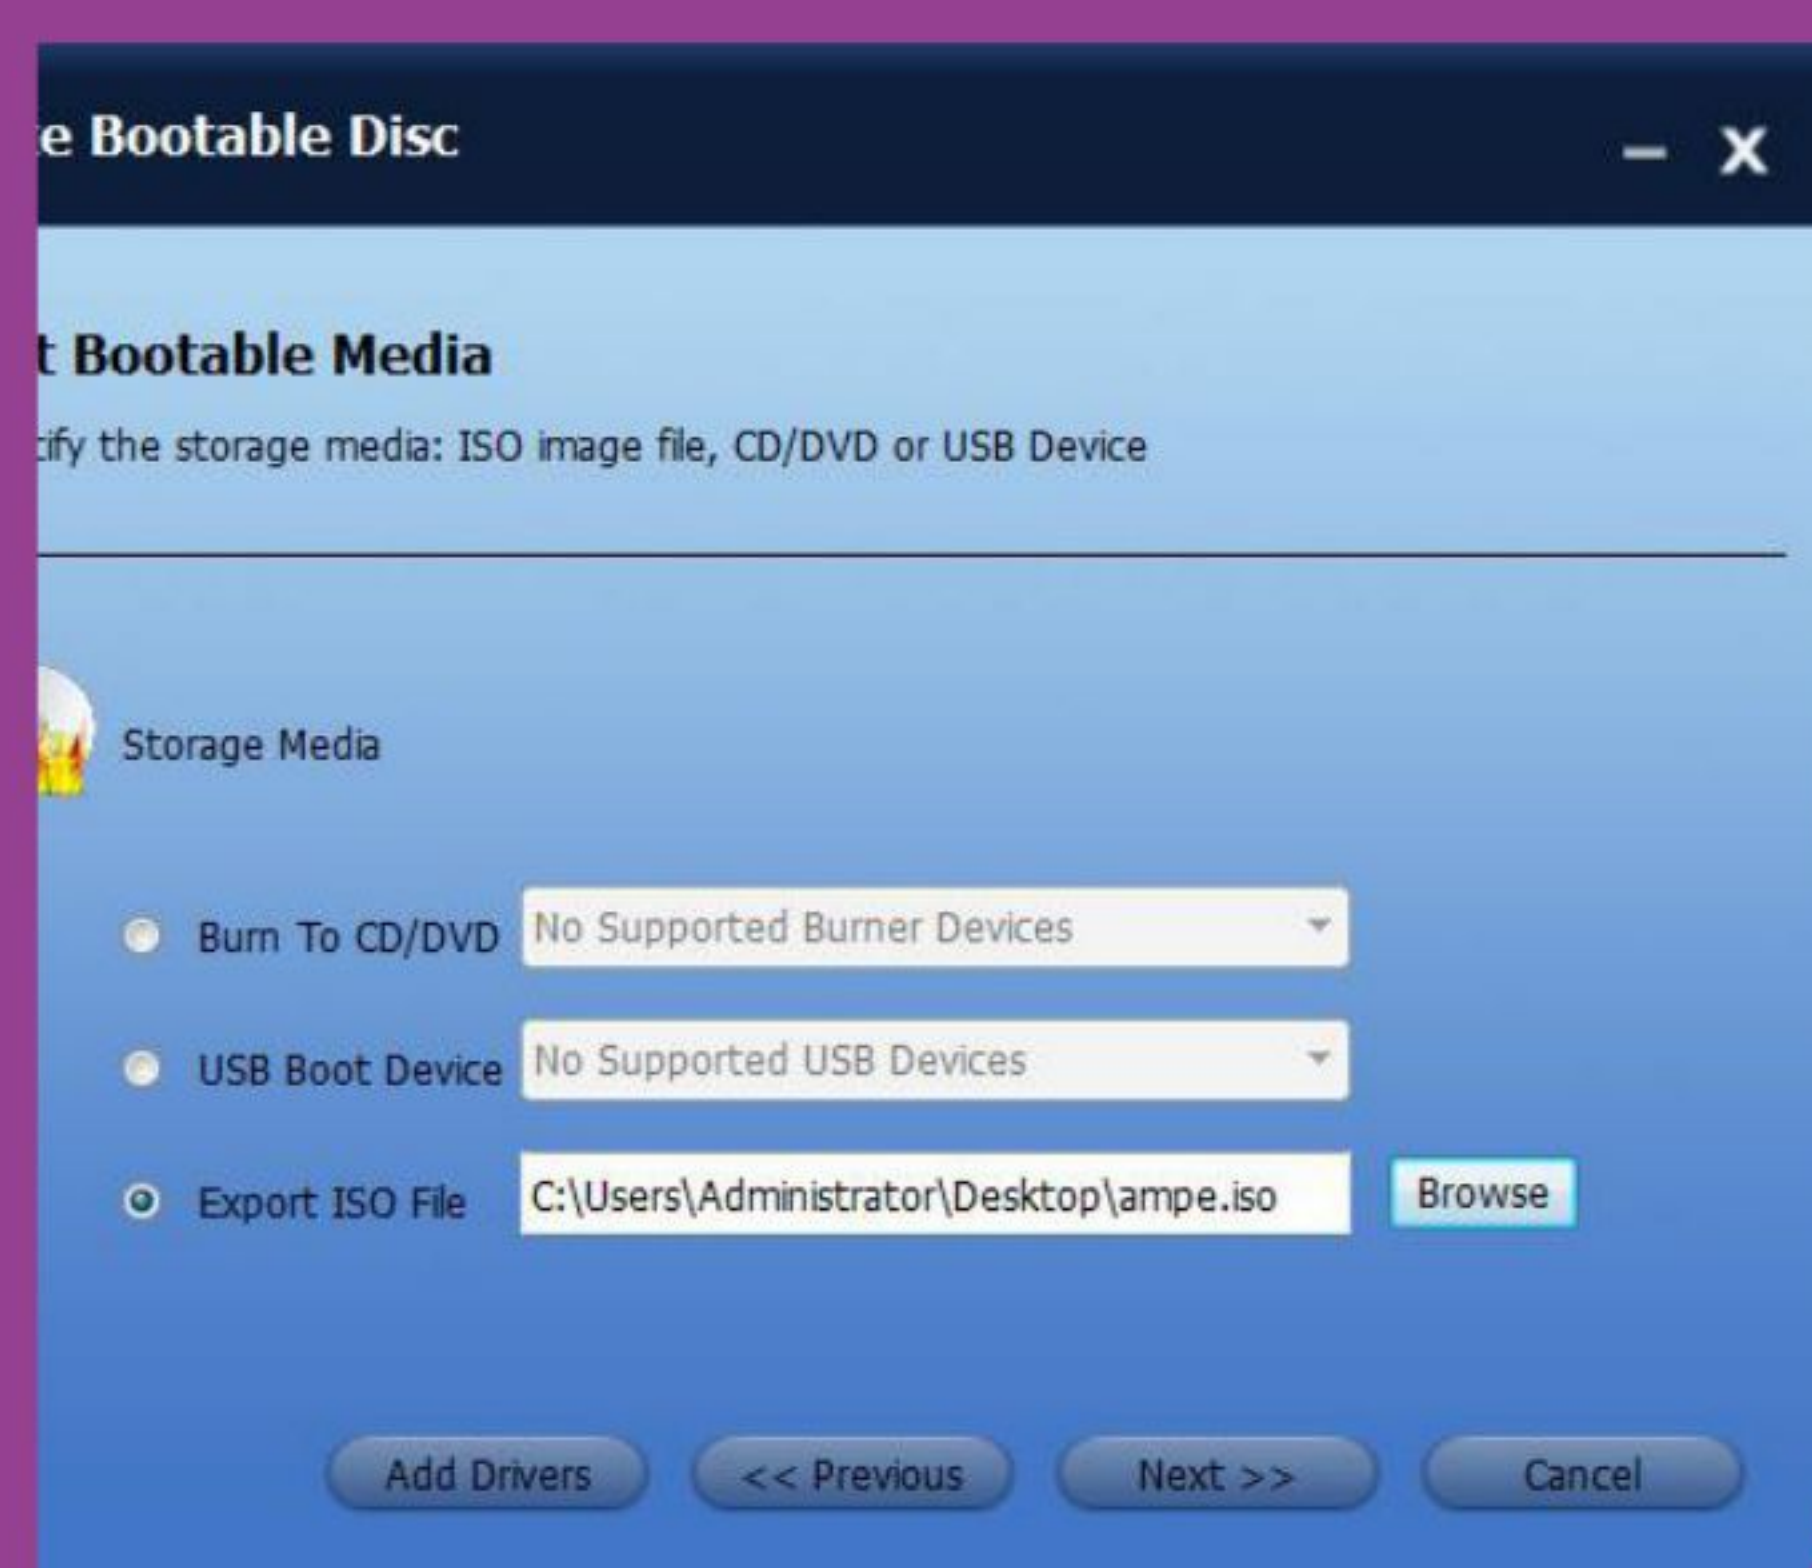 e Bootable Disc
t Bootable Media
ify the storage media: ISO image file, CD/DVD or USB Device
Storage Media
Burn To CD/DVD No Supported Burner Devices
USB Boot Device No Supported USB Devices
Export ISO File C:\Users\Administrator\Desktop\ampe.iso Browse
Add Drivers << Previous Next >> Cancel